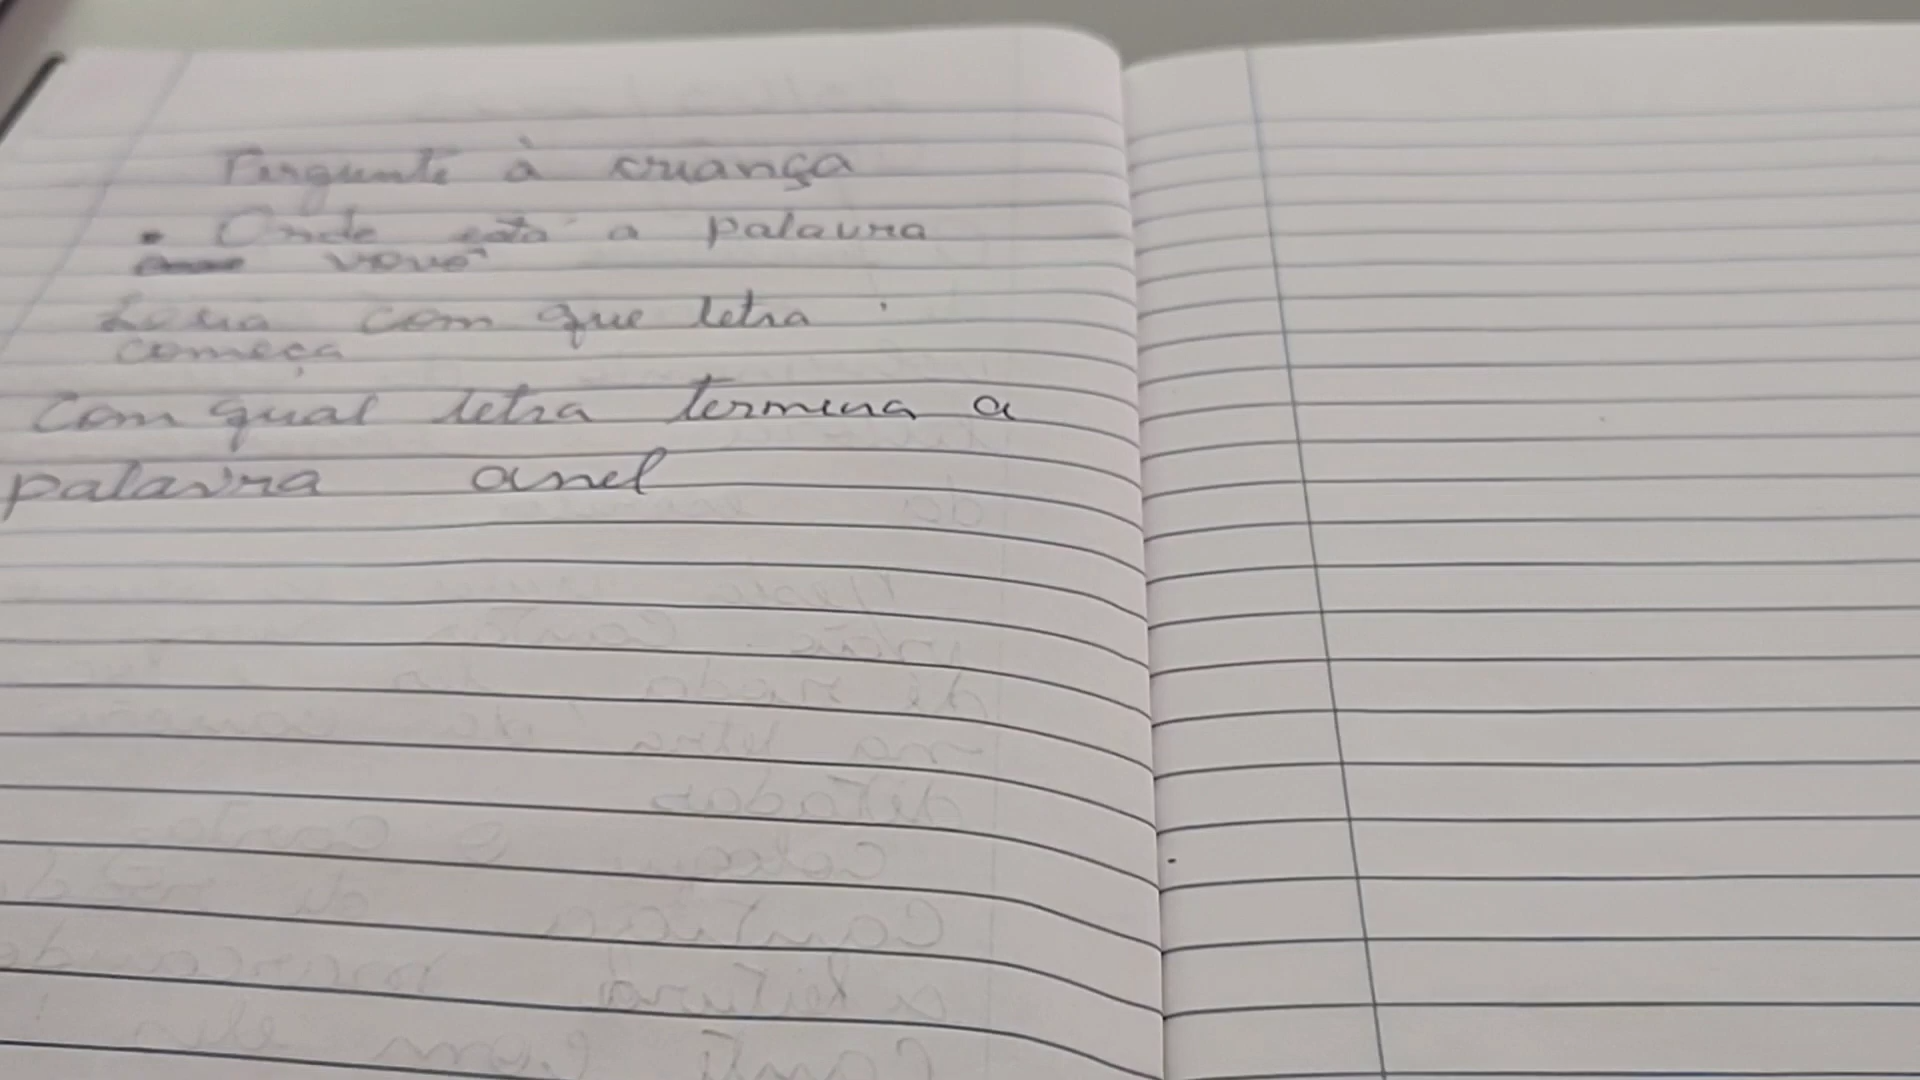 Pergunte à criança
• Onde está a palavra
vovô
com que letra
começa
Com qual letra termina a
palavra anel